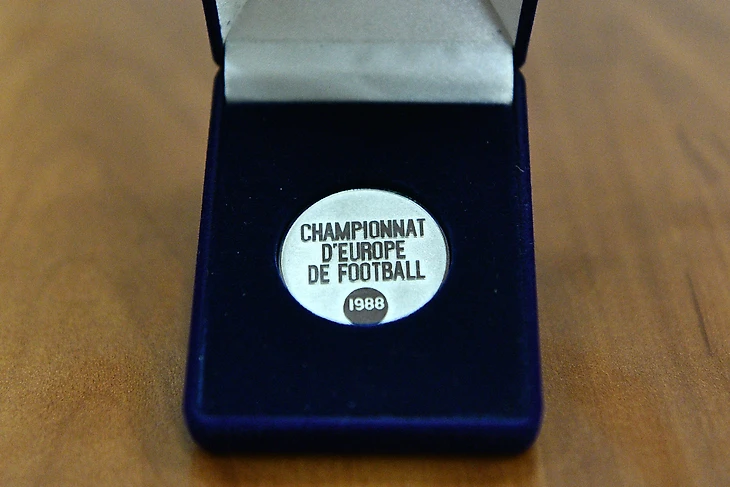 CHAMPIONNAT
D'EUROPE
DE FOOTBALL
1988